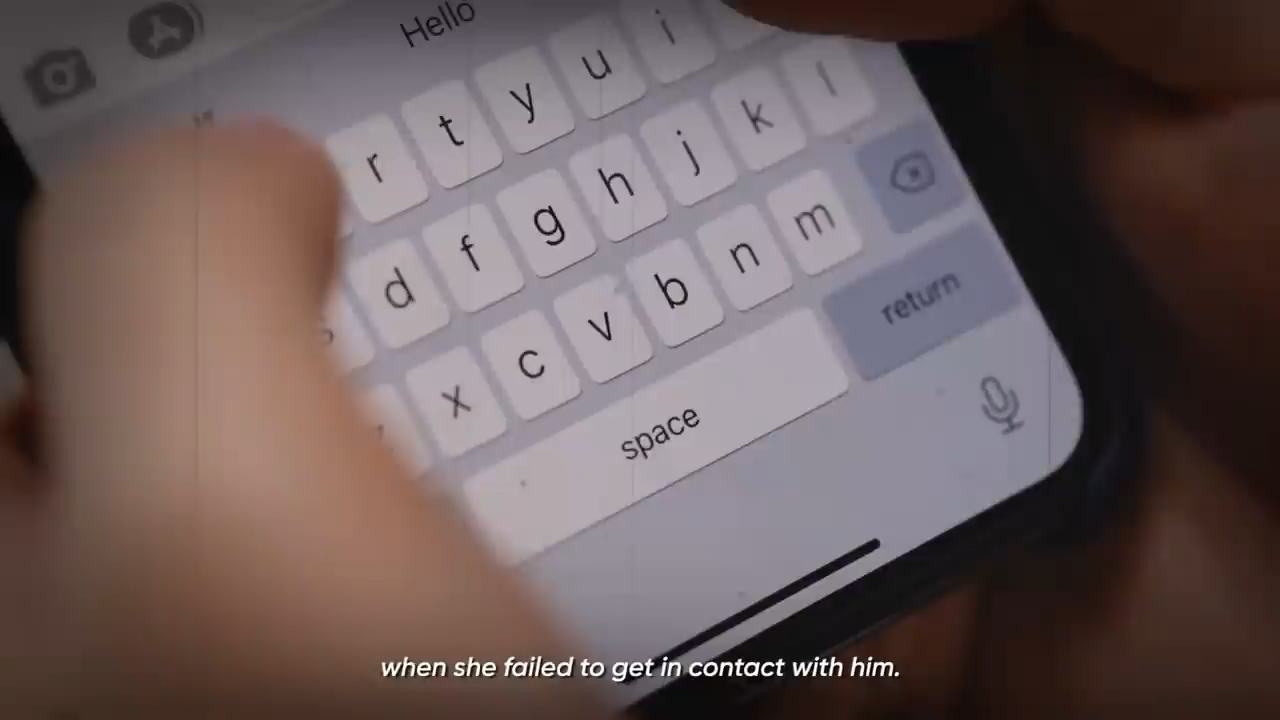 Hello
r t y u i
d f g h j k l
x c v b n m
space return
when she failed to get in contact with him.